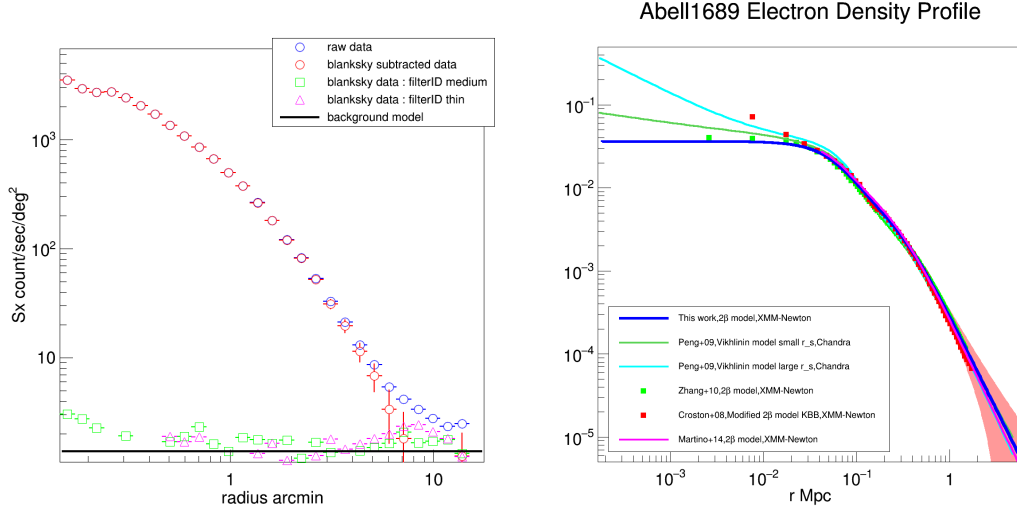 raw data
blanksky subtracted data
blanksky data : filterID medium
blanksky data : filterID thin
background model
Sx count/sec/deg²
10³
10²
10
1
10
radius arcmin
Abell1689 Electron Density Profile
10⁻¹
10⁻²
10⁻³
10⁻⁴
10⁻⁵
This work,2β model,XMM-Newton
Peng+09,Vikhlinin model small r_s,Chandra
Peng+09,Vikhlinin model large r_s,Chandra
Zhang+10,2β model,XMM-Newton
Croston+08,Modified 2β model KBB,XMM-Newton
Martino+14,2β model,XMM-Newton
10⁻³
10⁻²
10⁻¹
1
r Mpc